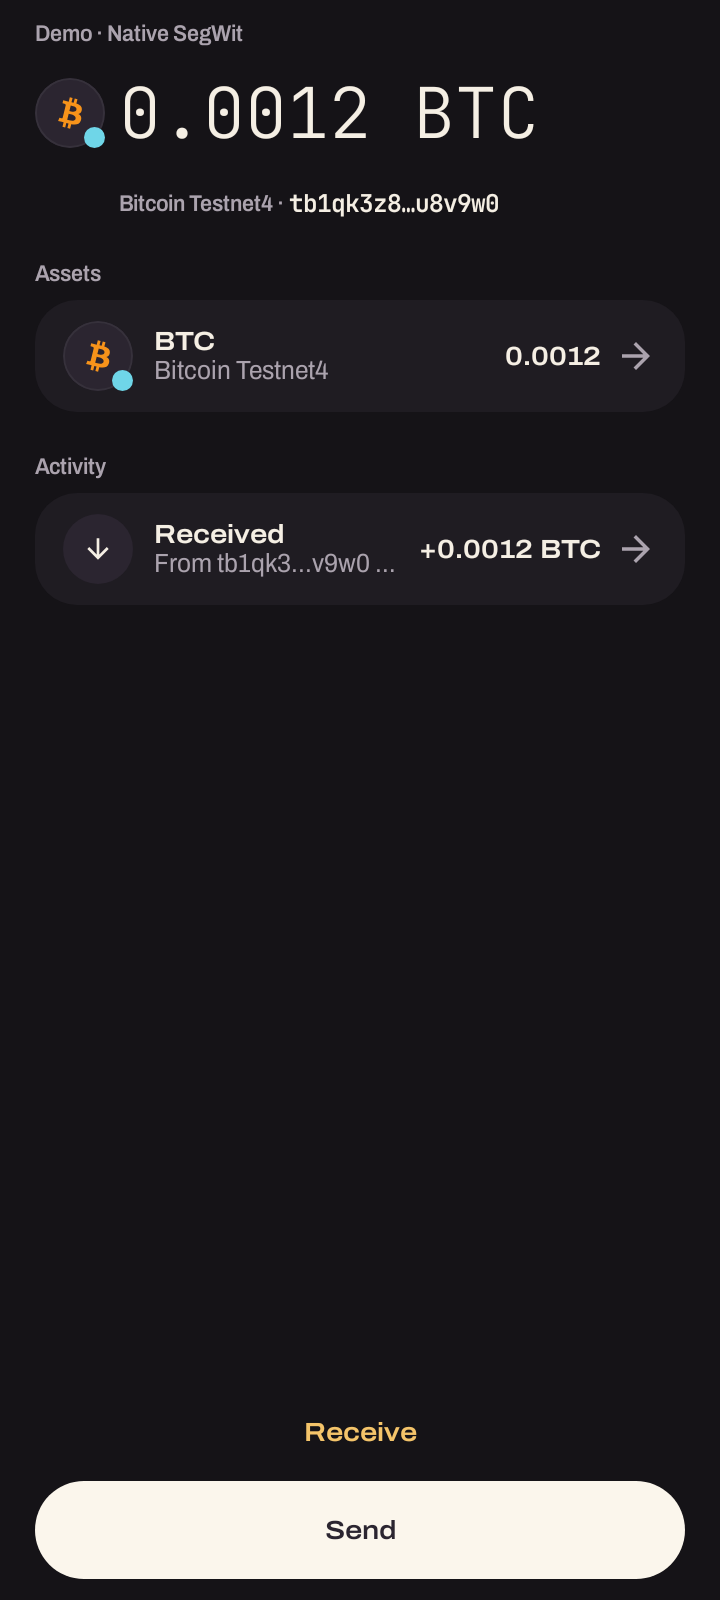 Demo · Native SegWit
0.0012 BTC
Bitcoin Testnet4 · tb1qk3z8…u8v9w0
Assets
BTC
Bitcoin Testnet4
0.0012
Activity
Received
From tb1qk3...v9w0 ...
+0.0012 BTC
Receive
Send